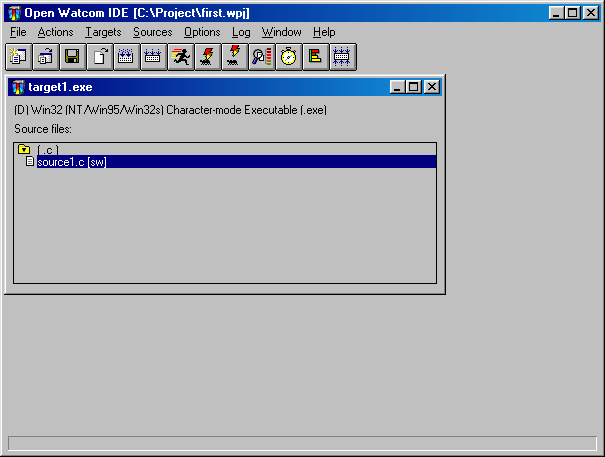 Open Watcom IDE [C:\Project\first.wpj]
File Actions Targets Sources Options Log Window Help
target1.exe
(D) Win32 (NT/Win95/Win32s) Character-mode Executable (.exe)
Source files:
( .c )
source1.c [sw]